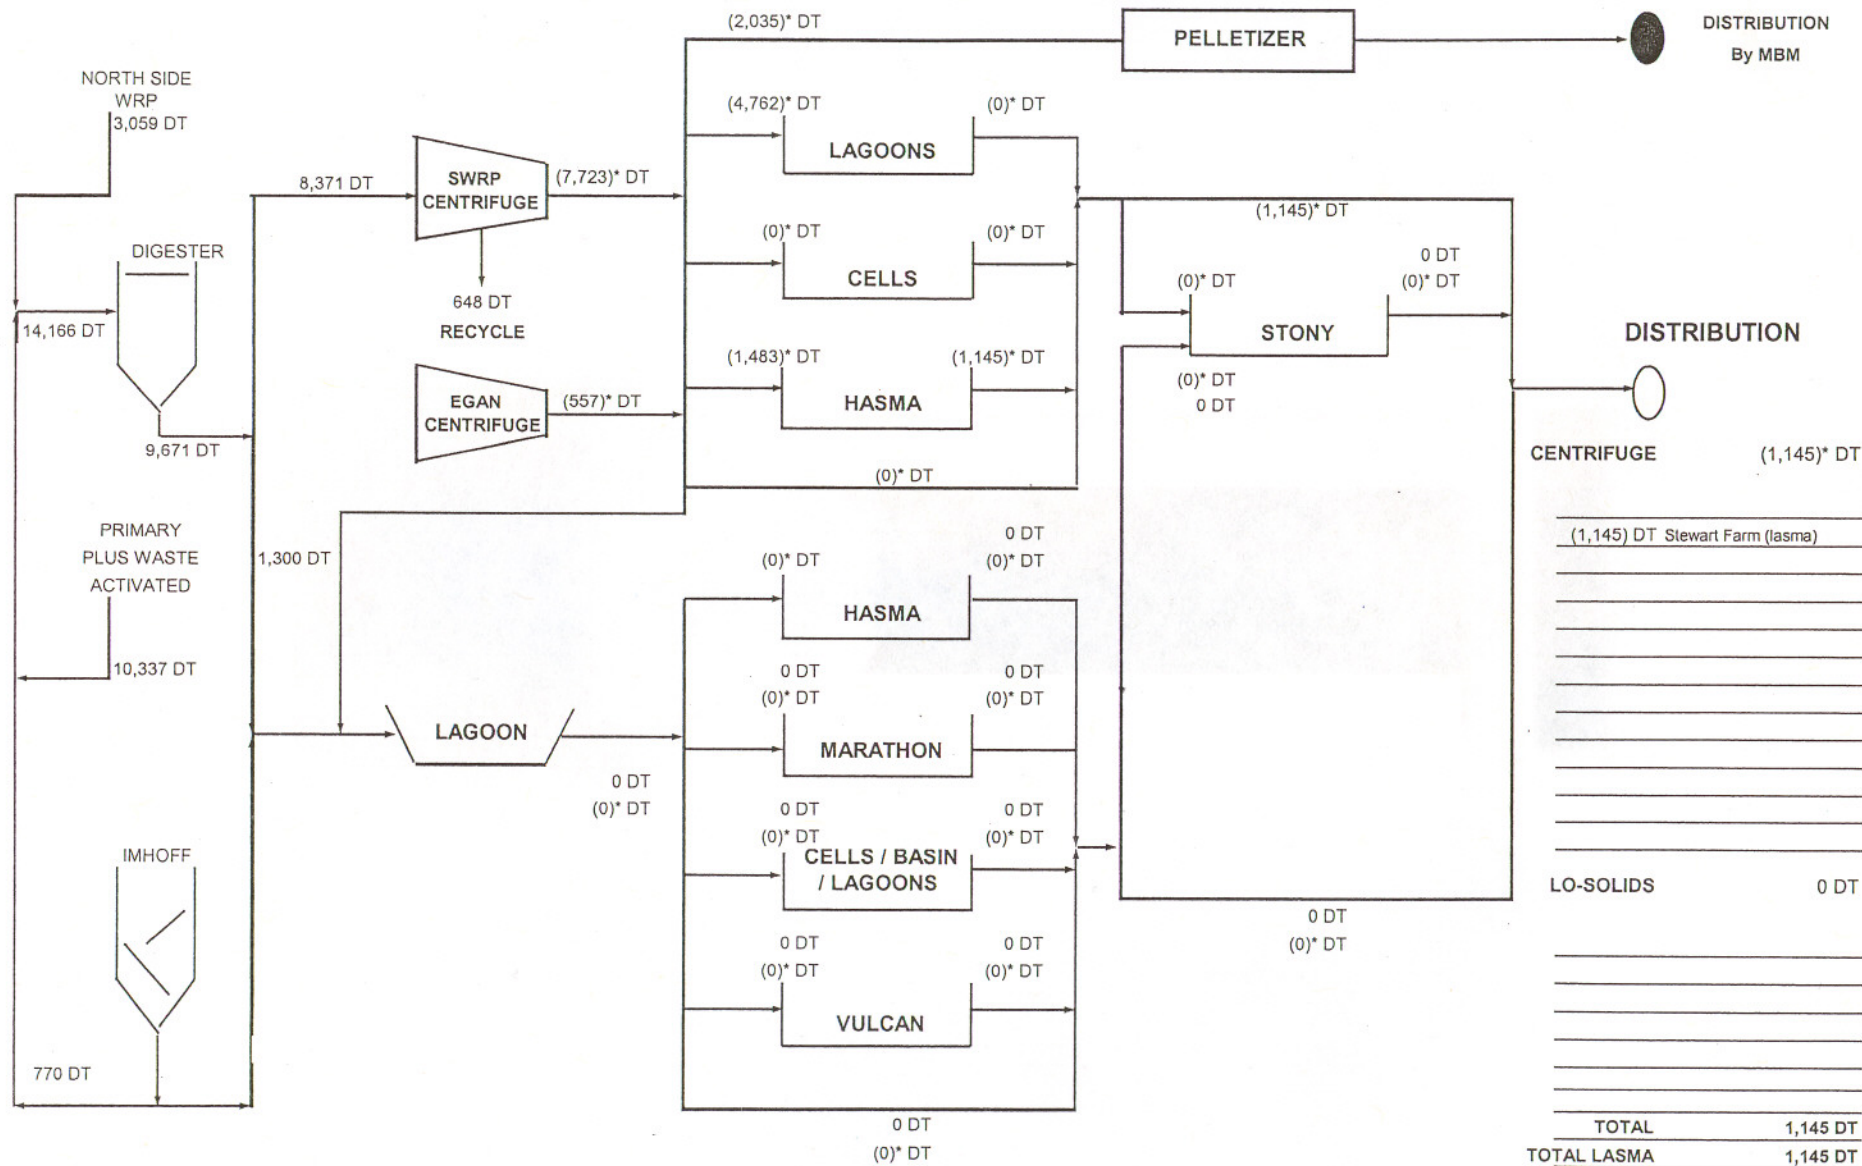 (2,035)* DT
PELLETIZER
DISTRIBUTION
By MBM
NORTH SIDE
WRP
3,059 DT
(4,762)* DT
(0)* DT
LAGOONS
8,371 DT
SWRP
CENTRIFUGE
(7,723)* DT
(1,145)* DT
DIGESTER
(0)* DT
(0)* DT
CELLS
0 DT
(0)* DT
(0)* DT
648 DT
RECYCLE
14,166 DT
STONY
DISTRIBUTION
(1,483)* DT
(1,145)* DT
HASMA
(0)* DT
0 DT
EGAN
CENTRIFUGE
(557)* DT
9,671 DT
CENTRIFUGE (1,145)* DT
(0)* DT
PRIMARY
PLUS WASTE
ACTIVATED
1,300 DT
(1,145) DT Stewart Farm (lasma)
0 DT
(0)* DT
(0)* DT
HASMA
10,337 DT
0 DT
(0)* DT
0 DT
(0)* DT
MARATHON
LAGOON
0 DT
(0)* DT
0 DT
(0)* DT
0 DT
(0)* DT
CELLS / BASIN
/ LAGOONS
IMHOFF
LO-SOLIDS 0 DT
0 DT
(0)* DT
0 DT
(0)* DT
0 DT
(0)* DT
VULCAN
770 DT
0 DT
(0)* DT
TOTAL 1,145 DT
TOTAL LASMA 1,145 DT